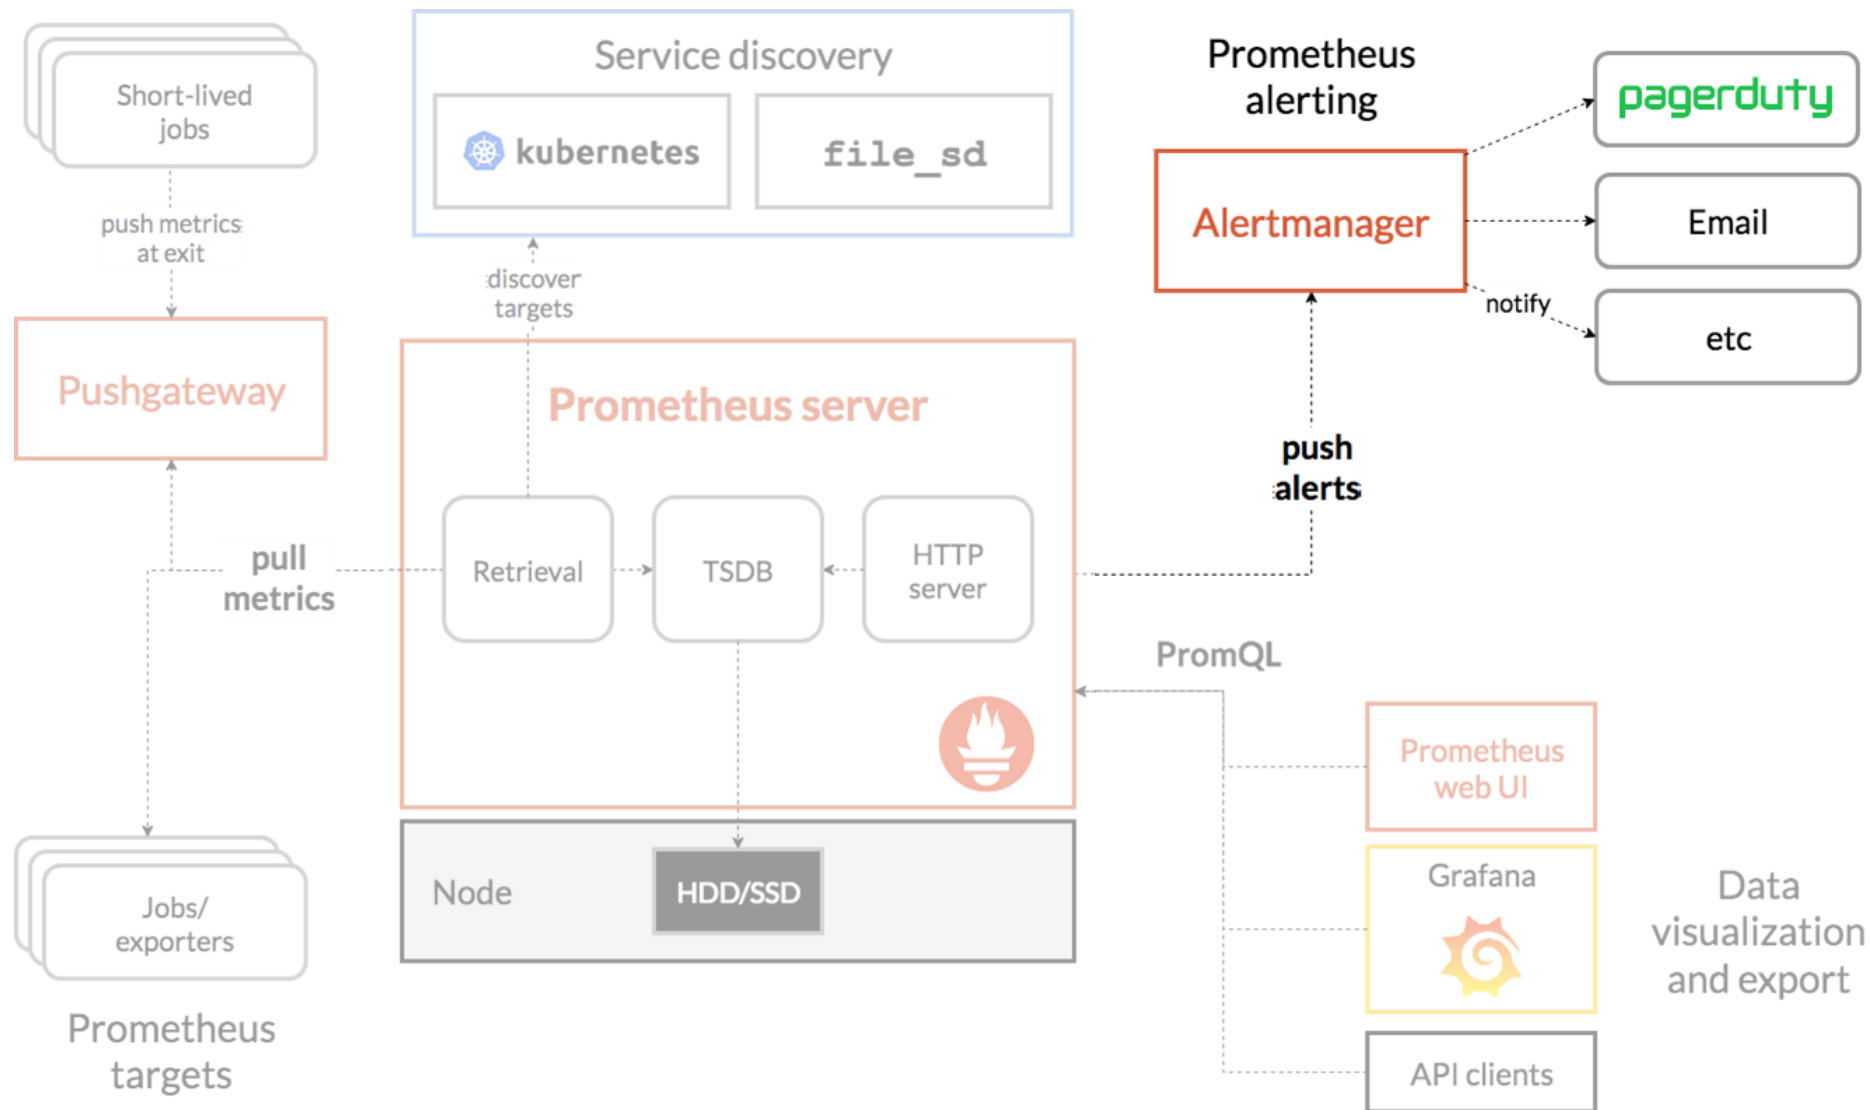 Short-lived
jobs
push metrics
at exit
Pushgateway
pull
metrics
Jobs/
exporters
Prometheus
targets
Service discovery
kubernetes
file_sd
discover
targets
Prometheus server
Retrieval
TSDB
HTTP
server
Node
HDD/SSD
Prometheus
alerting
Alertmanager
pagerduty
Email
notify
etc
push
alerts
PromQL
Prometheus
web UI
Grafana
API clients
Data
visualization
and export